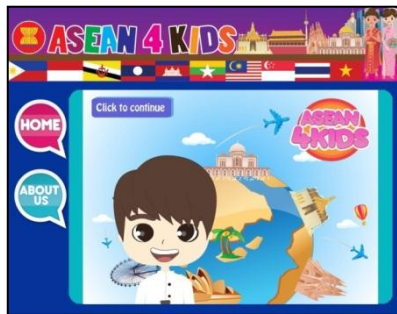 ASEAN 4 KIDS
HOME
Click to continue
ASEAN
4KIDS
ABOUT
US